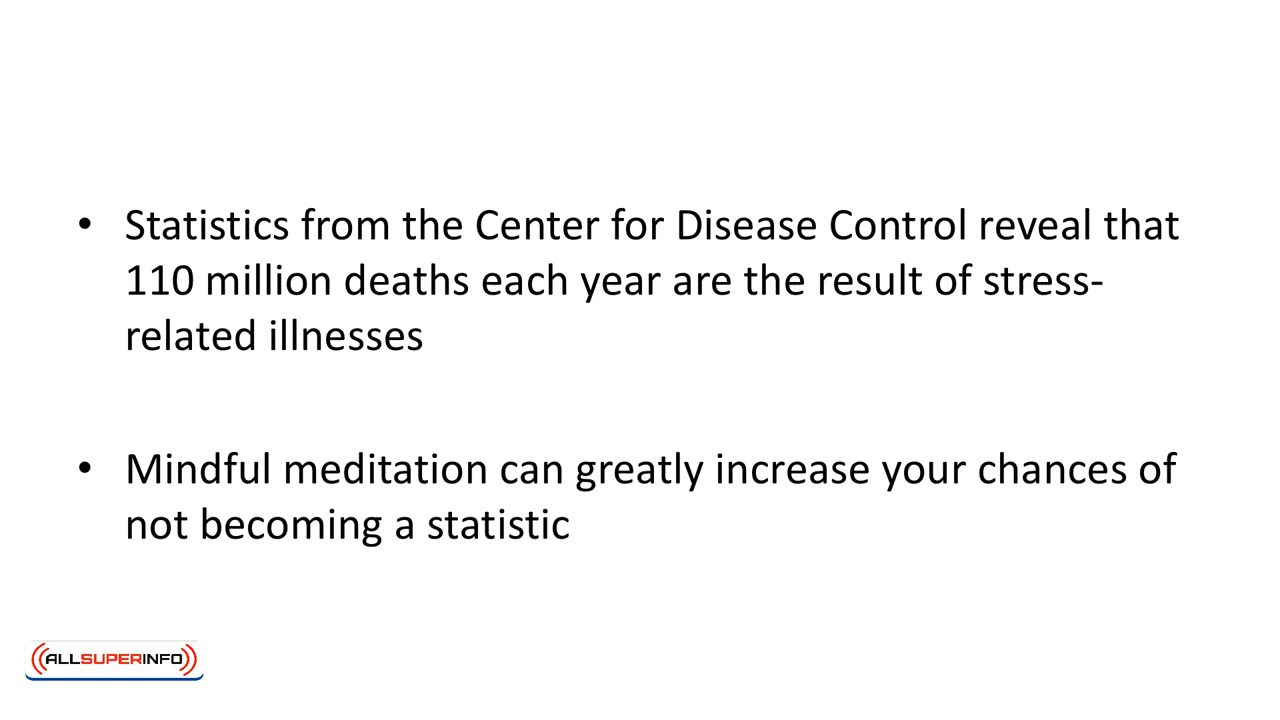 • Statistics from the Center for Disease Control reveal that
110 million deaths each year are the result of stress-
related illnesses
• Mindful meditation can greatly increase your chances of
not becoming a statistic
ALLSUPERINFO